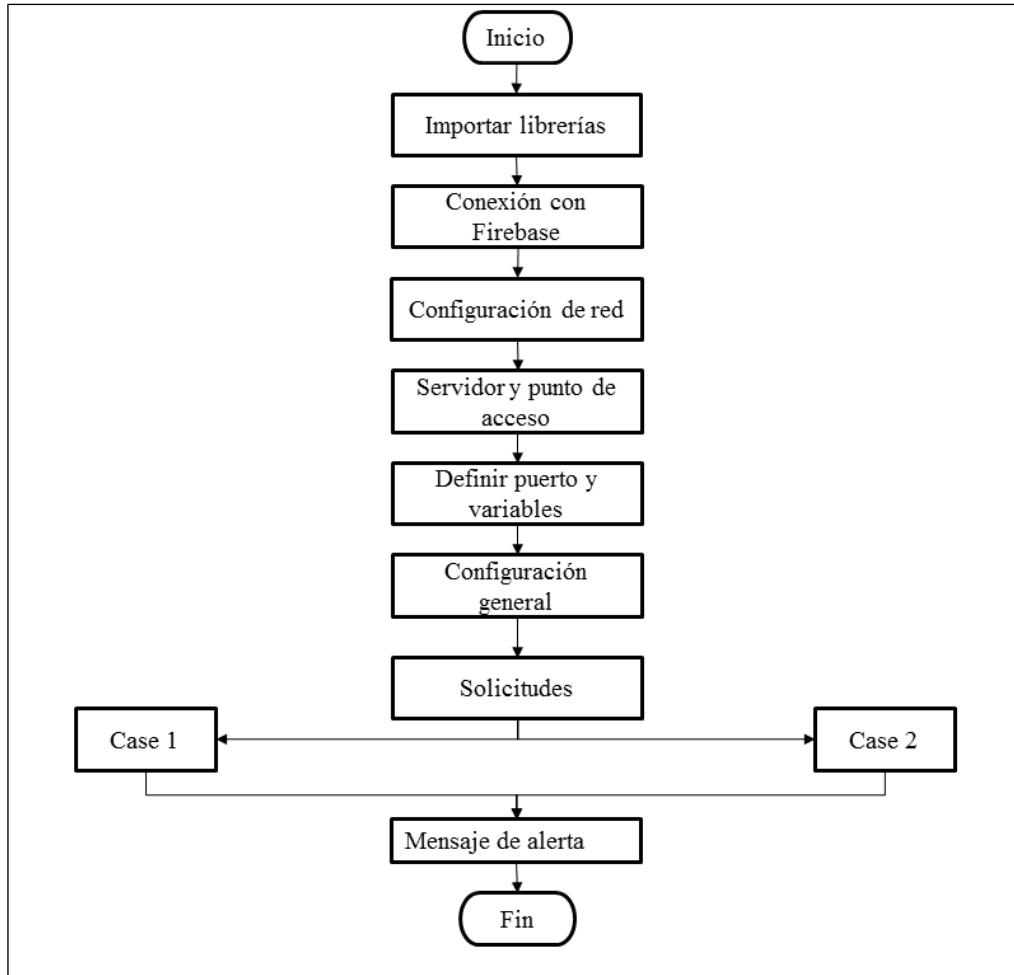 Inicio
Importar librerías
Conexión con
Firebase
Configuración de red
Servidor y punto de
acceso
Definir puerto y
variables
Configuración
general
Solicitudes
Case 1
Case 2
Mensaje de alerta
Fin